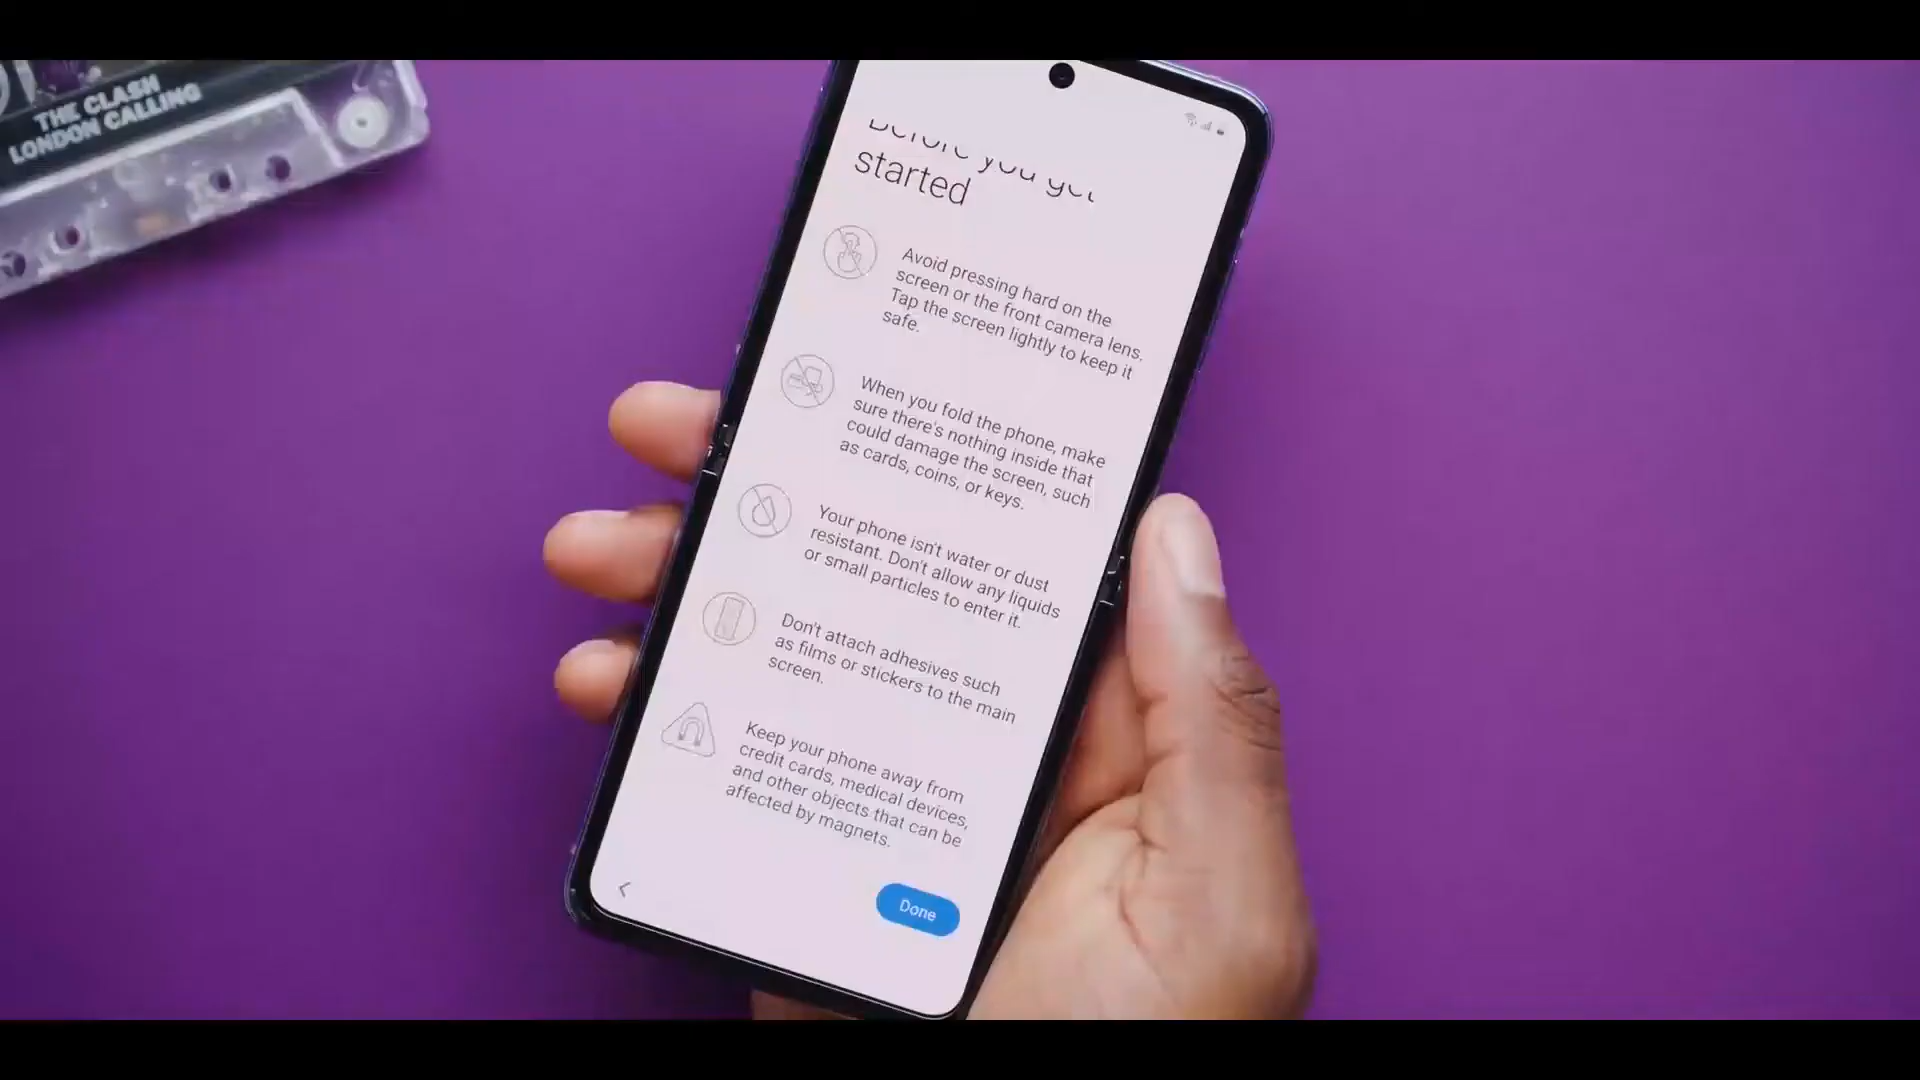 THE CLASH
LONDON CALLING
Before you get
started
Avoid pressing hard on the
screen or the front camera lens.
Tap the screen lightly to keep it
safe.
When you fold the phone, make
sure there's nothing inside that
could damage the screen, such
as cards, coins, or keys.
Your phone isn't water or dust
resistant. Don't allow any liquids
or small particles to enter it.
Don't attach adhesives such
as films or stickers to the main
screen.
Keep your phone away from
credit cards, medical devices,
and other objects that can be
affected by magnets.
Done